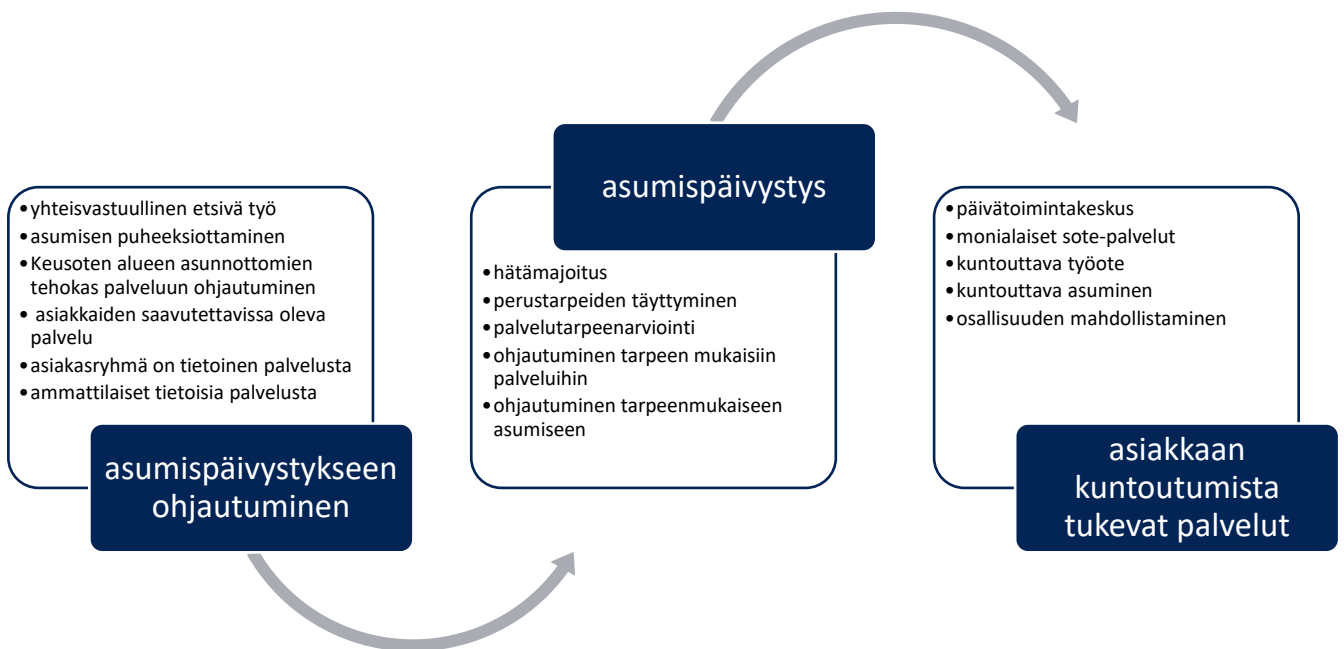 •yhteisvastuullinen etsivä työ
•asumisen puheeksiottaminen
•Keusoten alueen asunnottomien
tehokas palveluun ohjautuminen
• asiakkaiden saavutettavissa oleva
palvelu
•asiakasryhmä on tietoinen palvelusta
•ammattilaiset tietoisia palvelusta
asumispäivystykseen
ohjautuminen
asumispäivystys
•hätämajoitus
•perustarpeiden täyttyminen
•palvelutarpeenarviointi
•ohjautuminen tarpeen mukaisiin
palveluihin
•ohjautuminen tarpeenmukaiseen
asumiseen
•päivätoimintakeskus
•monialaiset sote-palvelut
•kuntouttava työote
•kuntouttava asuminen
•osallisuuden mahdollistaminen
asiakkaan
kuntoutumista
tukevat palvelut